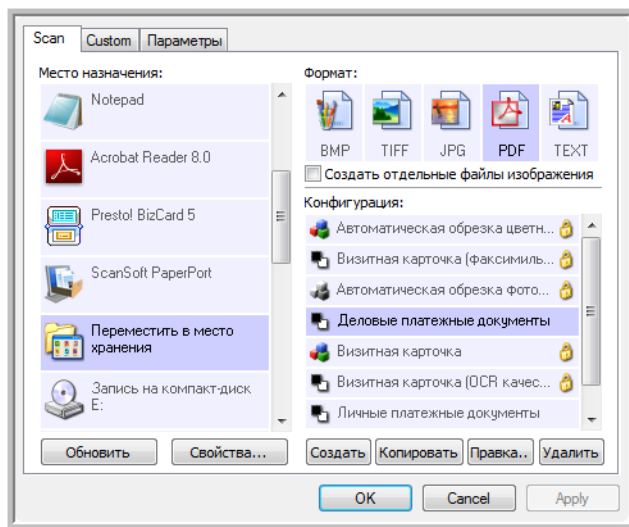 Scan Custom Параметры
Место назначения:
Notepad
Acrobat Reader 8.0
Presto! BizCard 5
ScanSoft PaperPort
Переместить в место
хранения
Запись на компакт-диск
E:
Обновить Свойства...
Формат:
BMP TIFF JPG PDF TEXT
Создать отдельные файлы изображения
Конфигурация:
Автоматическая обрезка цветн...
Визитная карточка (факсимиль...
Автоматическая обрезка фото...
Деловые платежные документы
Визитная карточка
Визитная карточка (OCR качес...
Личные платежные документы
Создать Копировать Правка.. Удалить
OK Cancel Apply